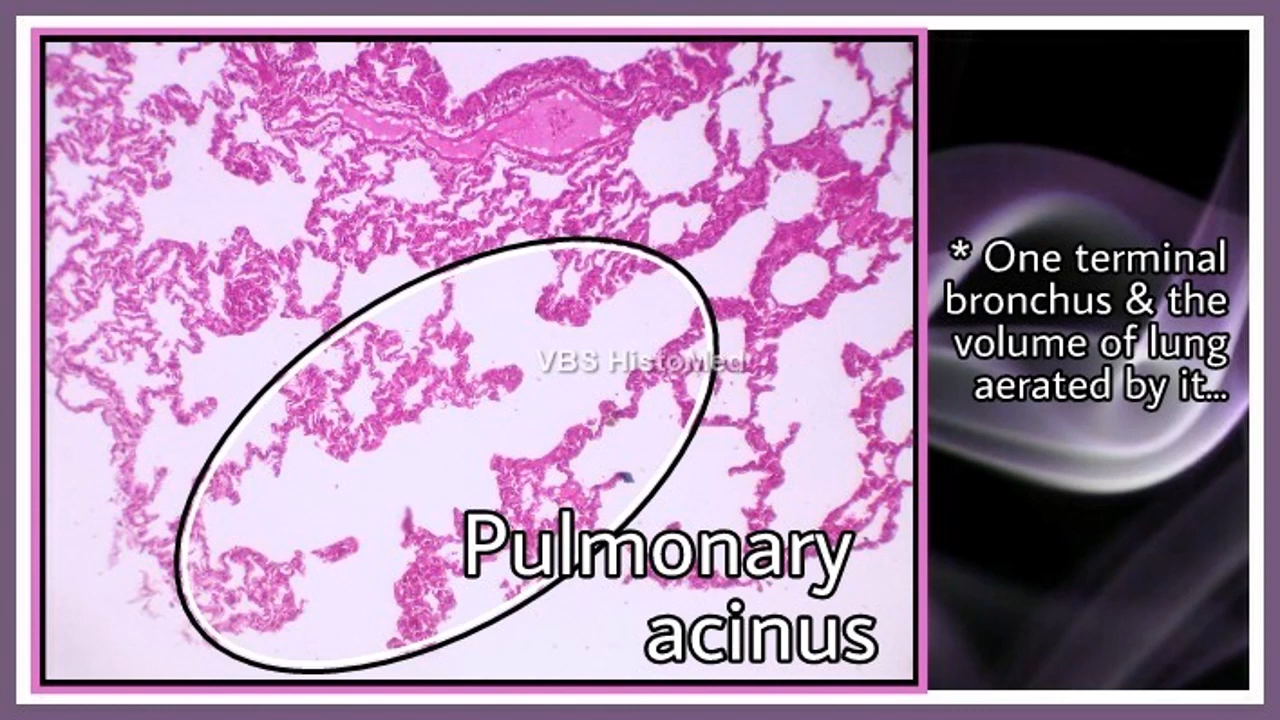 VBS HistoMed
Pulmonary
acinus
* One terminal
bronchus & the
volume of lung
aerated by it...